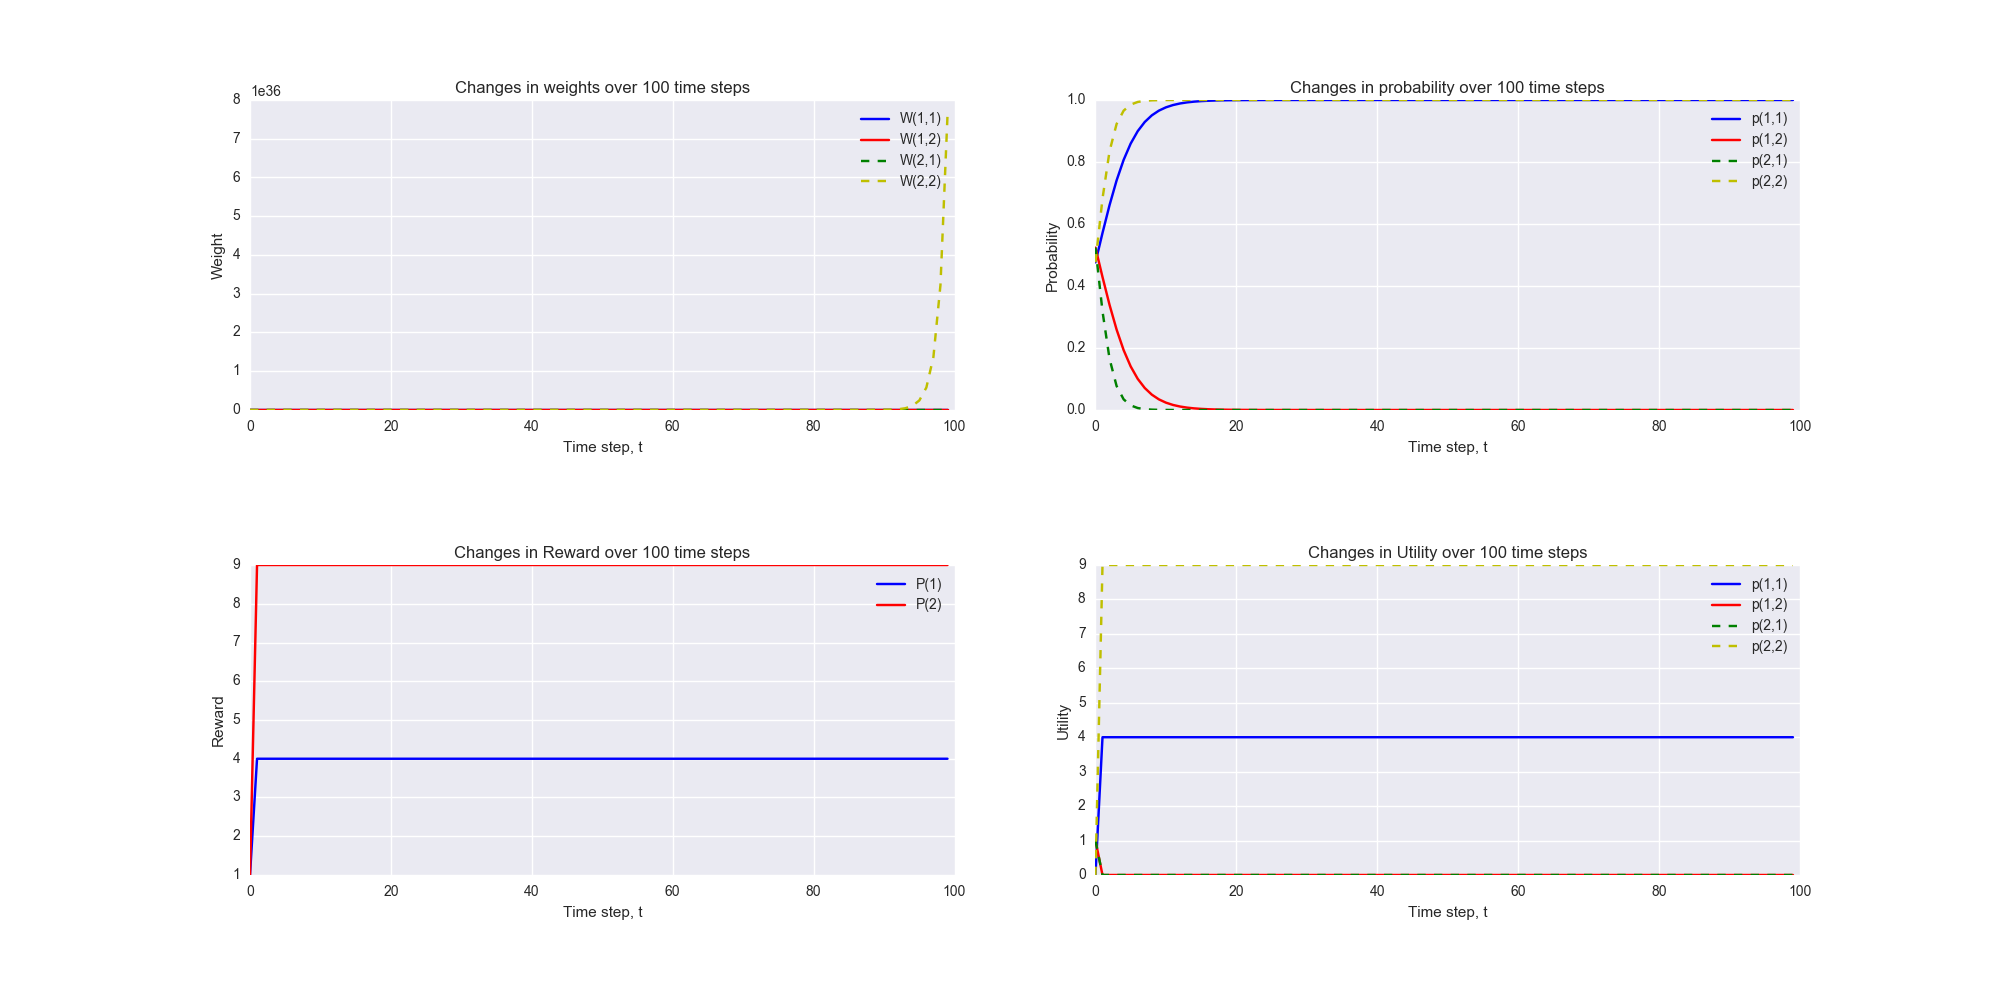 Changes in weights over 100 time steps
1e36
8
7
6
5
4
3
2
1
0
Weight
W(1,1)
W(1,2)
W(2,1)
W(2,2)
0 20 40 60 80 100
Time step, t
Changes in probability over 100 time steps
1.0
0.8
0.6
0.4
0.2
0.0
Probability
p(1,1)
p(1,2)
p(2,1)
p(2,2)
0 20 40 60 80 100
Time step, t
Changes in Reward over 100 time steps
9
8
7
6
5
4
3
2
1
Reward
P(1)
P(2)
0 20 40 60 80 100
Time step, t
Changes in Utility over 100 time steps
9
8
7
6
5
4
3
2
1
0
Utility
p(1,1)
p(1,2)
p(2,1)
p(2,2)
0 20 40 60 80 100
Time step, t